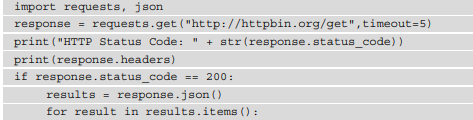 import requests, json
response = requests.get("http://httpbin.org/get",timeout=5)
print("HTTP Status Code: " + str(response.status_code))
print(response.headers)
if response.status_code == 200:
    results = response.json()
    for result in results.items():